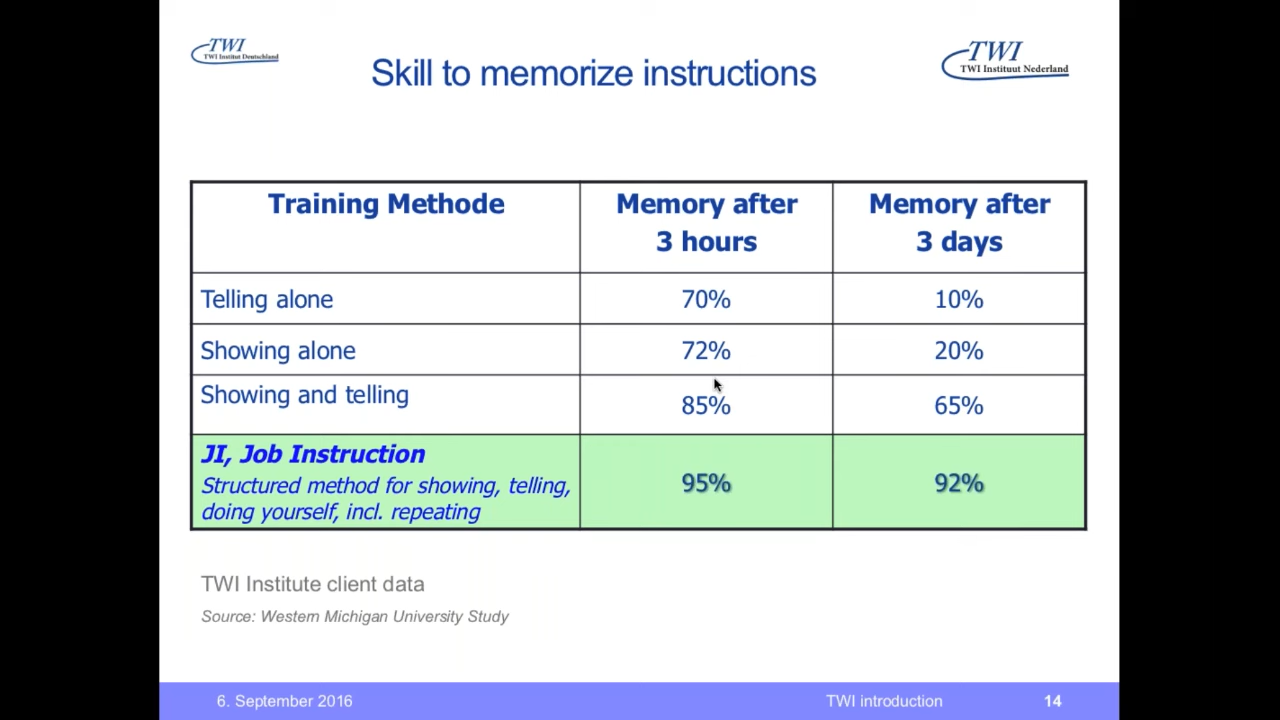 TWI
TWI Institut Deutschland
Skill to memorize instructions
TWI
TWI Instituut Nederland
Training Methode
Memory after
3 hours
Memory after
3 days
Telling alone
70%
10%
Showing alone
72%
20%
Showing and telling
85%
65%
JI, Job Instruction
Structured method for showing, telling,
doing yourself, incl. repeating
95%
92%
TWI Institute client data
Source: Western Michigan University Study
6. September 2016
TWI introduction
14